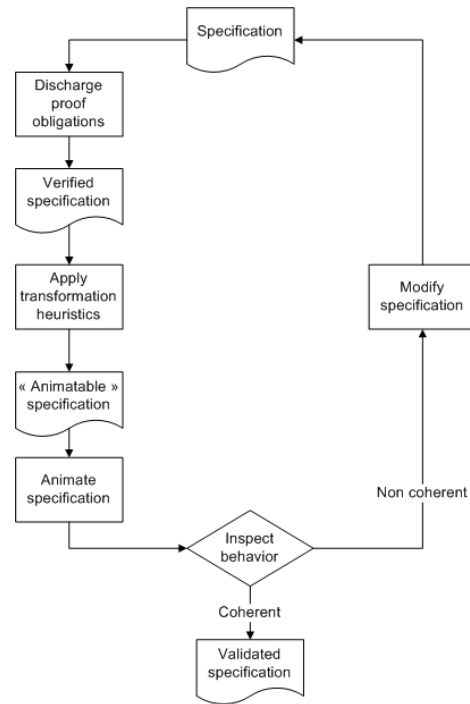 Specification
Discharge
proof
obligations
Verified
specification
Apply
transformation
heuristics
« Animatable »
specification
Animate
specification
Inspect
behavior
Non coherent
Modify
specification
Coherent
Validated
specification